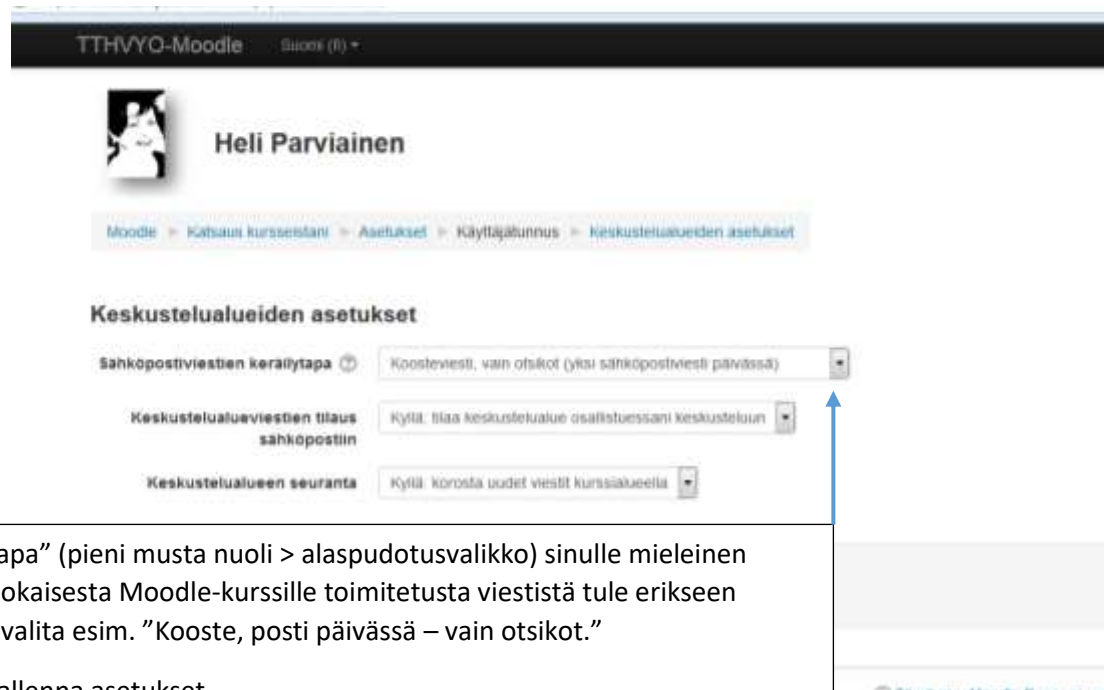 TTHVYO-Moodle Suomi (fi)
Heli Parviainen
Moodle Katsaus kursseistani Asetukset Käyttäjätunnus Keskustelualueiden asetukset
Keskustelualueiden asetukset
Sähköpostiviestien keräilytapa Koosteviesti, vain otsikot (yksi sähköpostiviesti päivässä)
Keskustelualueviestien tilaus Kyllä: tilaa keskustelualue osallistuessani keskusteluun
sähköpostiin
Keskustelualueen seuranta Kyllä: korosta uudet viestit kurssialueella
apa” (pieni musta nuoli > alaspudotusvalikko) sinulle mieleinen
okaisesta Moodle-kurssille toimitetusta viestistä tule erikseen
valita esim. ”Kooste, posti päivässä – vain otsikot.”